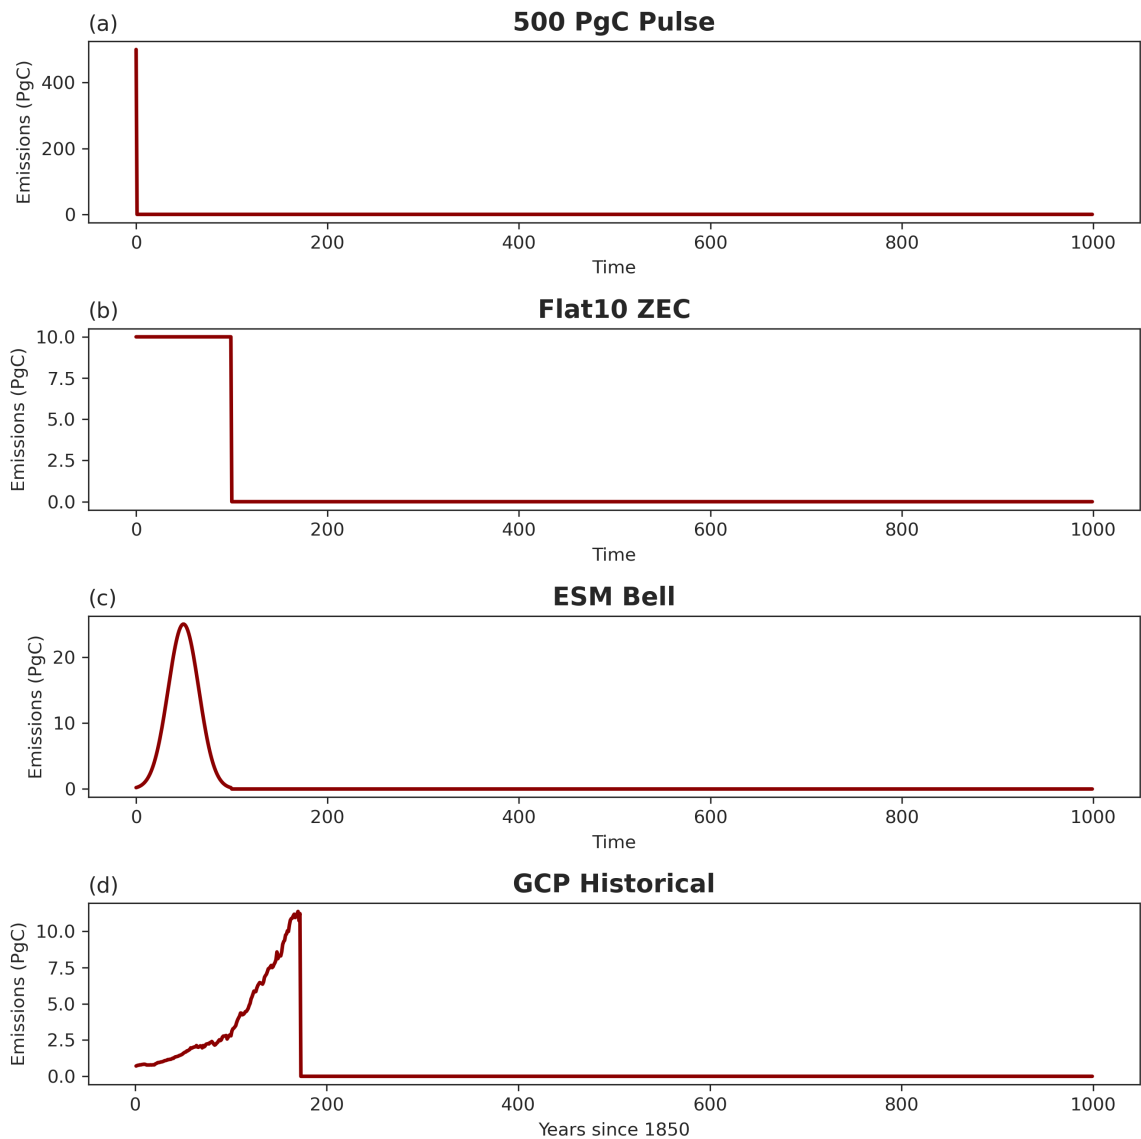 (a)
500 PgC Pulse
Emissions (PgC)
400
200
0
0 200 400 600 800 1000
Time
(b)
Flat10 ZEC
Emissions (PgC)
10.0
7.5
5.0
2.5
0.0
0 200 400 600 800 1000
Time
(c)
ESM Bell
Emissions (PgC)
20
10
0
0 200 400 600 800 1000
Time
(d)
GCP Historical
Emissions (PgC)
10.0
7.5
5.0
2.5
0.0
0 200 400 600 800 1000
Years since 1850